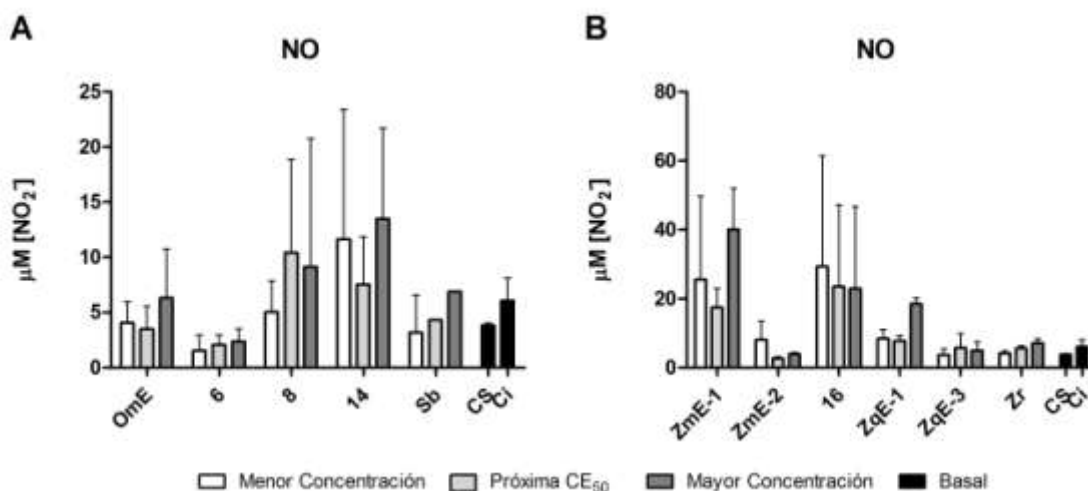 A
NO
µM [NO2]
25
20
15
10
5
0
OmE
6
8
14
Sb
CS
Ci
B
NO
µM [NO2]
80
60
40
20
0
ZmE-1
ZmE-2
16
ZqE-1
ZqE-3
Zr
CS
Ci
Menor Concentración
Próxima CE50
Mayor Concentración
Basal